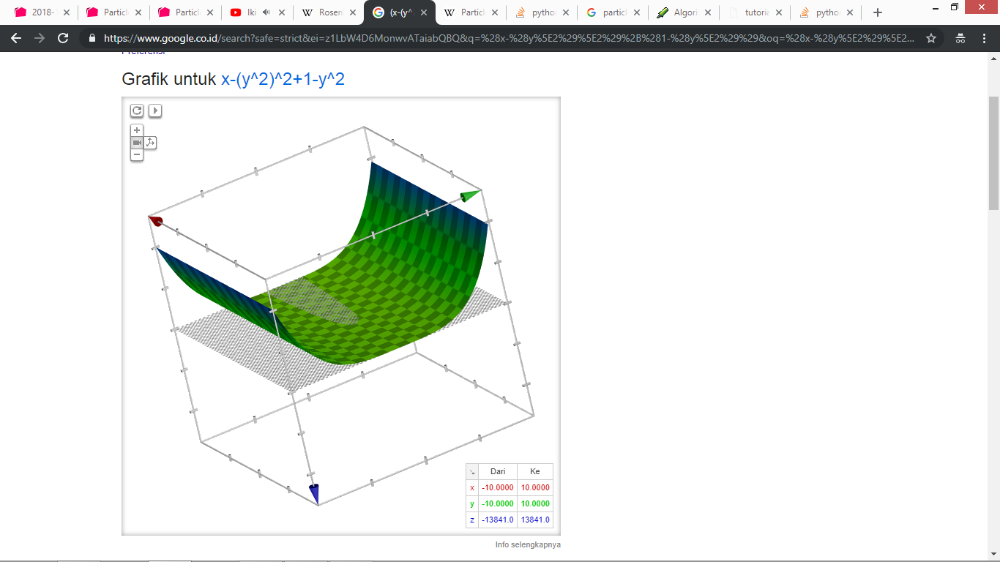 2018-
Particl
Particl
Iki
Rosen
(x-(y^
Particl
pythor
particl
Algori
tutoria
pythor
https://www.google.co.id/search?safe=strict&ei=z1LbW4D6MonwvATaiabQBQ&q=%28x-%28y%5E2%29%5E2%29%2B%281-%28y%5E2%29%29&oq=%28x-%28y%5E2%29%5E2...
Preferensi
Grafik untuk x-(y^2)^2+1-y^2
Dari Ke
x -10.0000 10.0000
y -10.0000 10.0000
z -13841.0 13841.0
Info selengkapnya